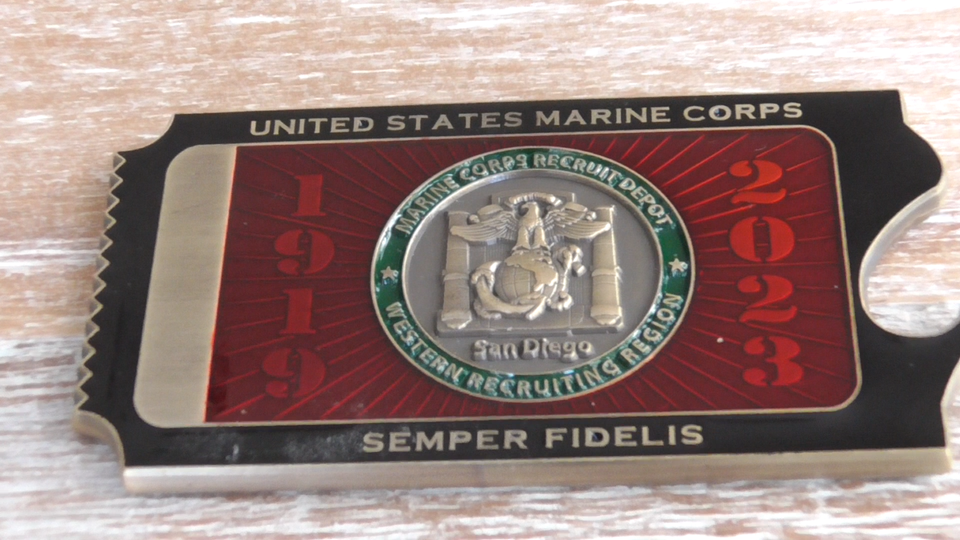 UNITED STATES MARINE CORPS
1919
2023
MARINE CORPS RECRUIT DEPOT
San Diego
WESTERN RECRUITING REGION
SEMPER FIDELIS